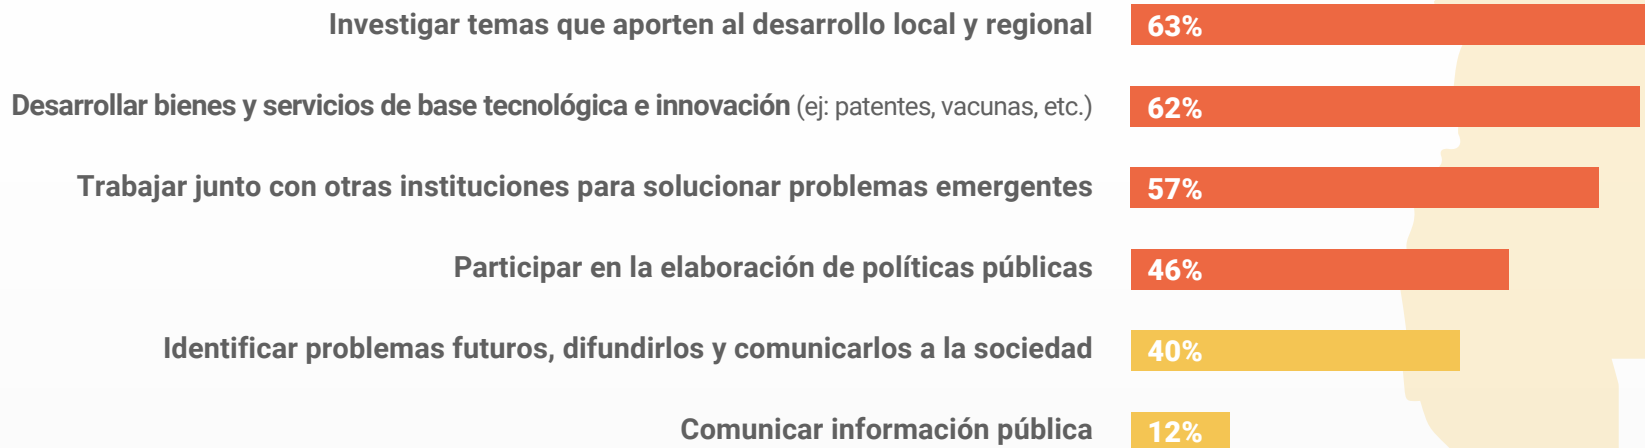 Investigar temas que aporten al desarrollo local y regional 63%
Desarrollar bienes y servicios de base tecnológica e innovación (ej: patentes, vacunas, etc.) 62%
Trabajar junto con otras instituciones para solucionar problemas emergentes 57%
Participar en la elaboración de políticas públicas 46%
Identificar problemas futuros, difundirlos y comunicarlos a la sociedad 40%
Comunicar información pública 12%